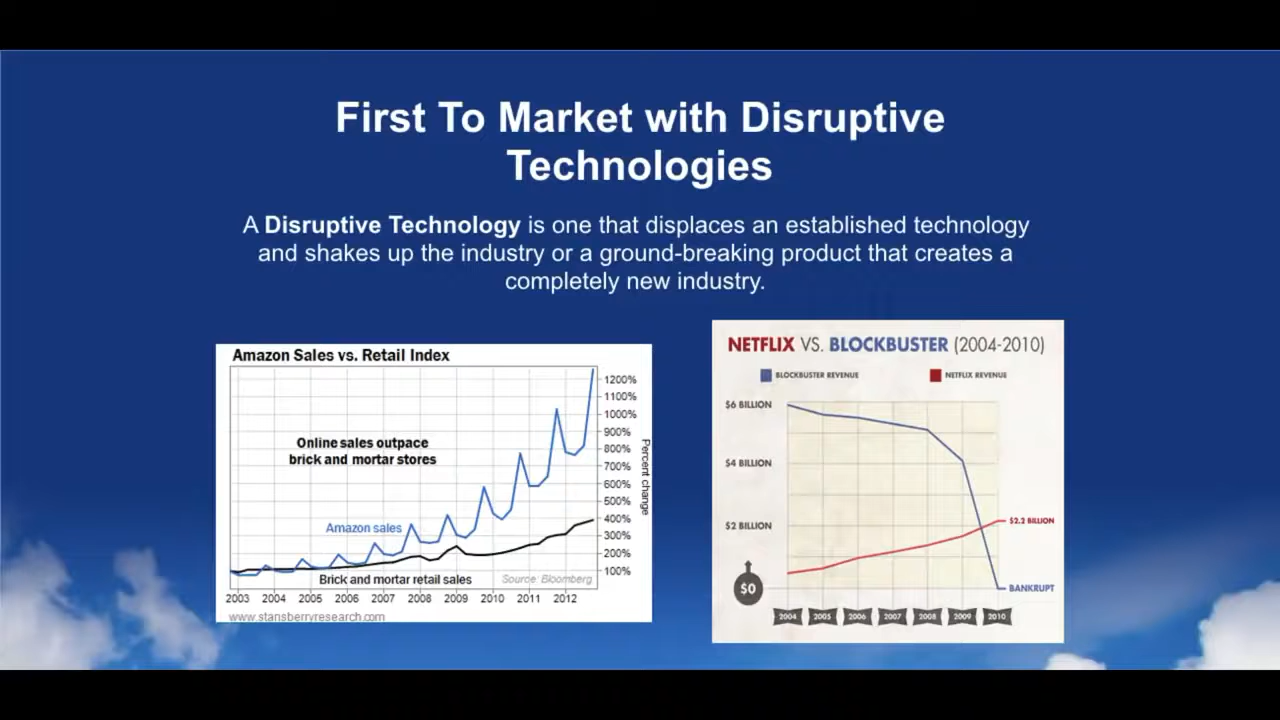 First To Market with Disruptive
Technologies
A Disruptive Technology is one that displaces an established technology
and shakes up the industry or a ground-breaking product that creates a
completely new industry.
Amazon Sales vs. Retail Index
1200%
1100%
1000%
900%
800%
700%
600%
500%
400%
300%
200%
100%
Percent change
Online sales outpace
brick and mortar stores
Amazon sales
Brick and mortar retail sales
Source: Bloomberg
2003 2004 2005 2006 2007 2008 2009 2010 2011 2012
www.stansberryresearch.com
NETFLIX VS. BLOCKBUSTER (2004-2010)
BLOCKBUSTER REVENUE NETFLIX REVENUE
$6 BILLION
$4 BILLION
$2 BILLION
$0
$2.2 BILLION
BANKRUPT
2004 2005 2006 2007 2008 2009 2010